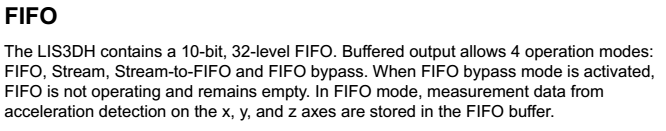 FIFO
The LIS3DH contains a 10-bit, 32-level FIFO. Buffered output allows 4 operation modes:
FIFO, Stream, Stream-to-FIFO and FIFO bypass. When FIFO bypass mode is activated,
FIFO is not operating and remains empty. In FIFO mode, measurement data from
acceleration detection on the x, y, and z axes are stored in the FIFO buffer.